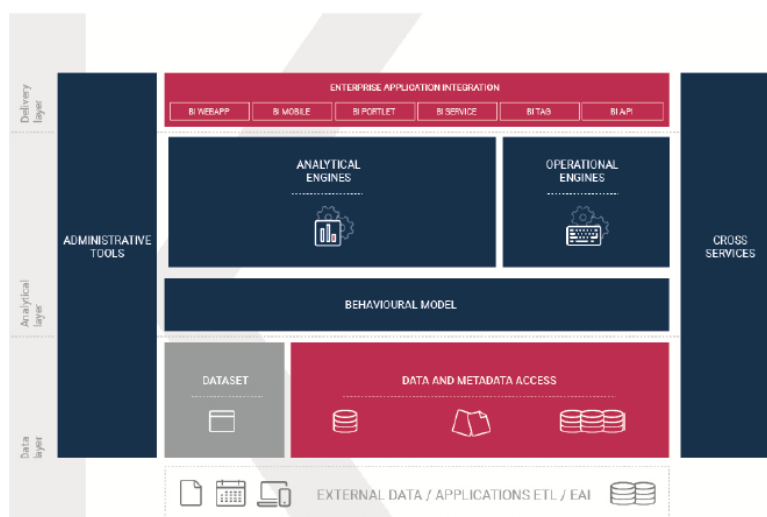 Delivery
layer
ENTERPRISE APPLICATION INTEGRATION
BI WEBAPP
BI MOBILE
BI PORTLET
BI SERVICE
BI TAG
BI API
ANALYTICAL
ENGINES
OPERATIONAL
ENGINES
ADMINISTRATIVE
TOOLS
CROSS
SERVICES
Analytical
layer
BEHAVIOURAL MODEL
DATASET
DATA AND METADATA ACCESS
Data
layer
EXTERNAL DATA / APPLICATIONS ETL / EAI